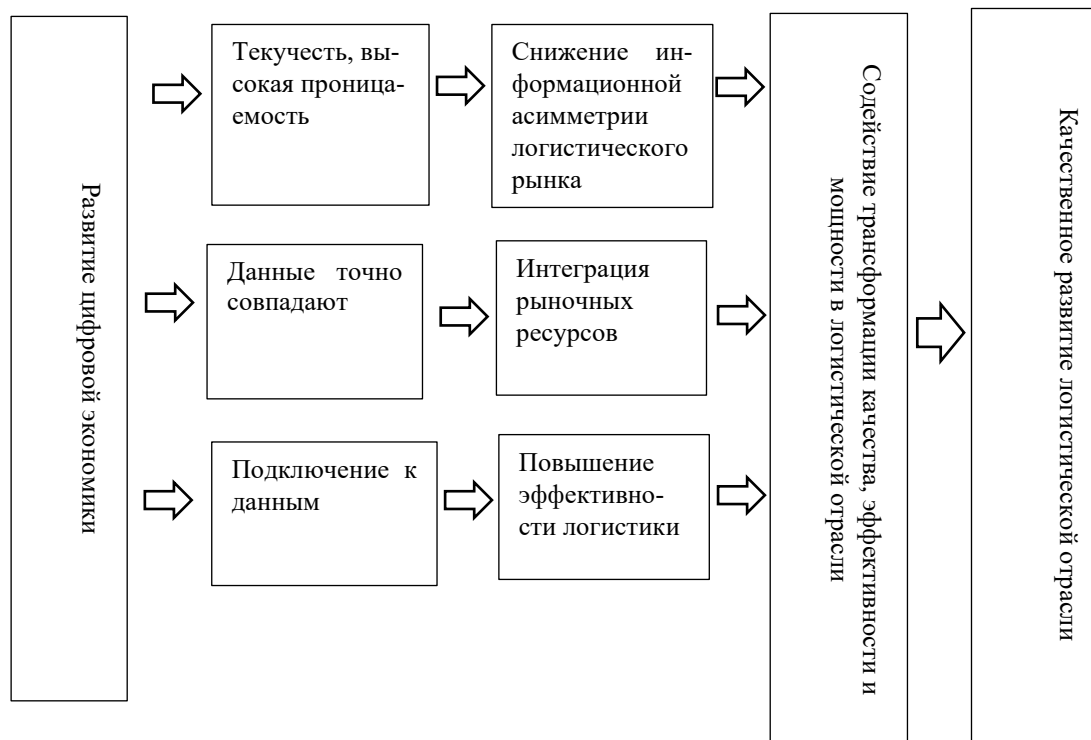 Развитие цифровой экономики
Текучесть, вы-
сокая проница-
емость
Снижение ин-
формационной
асимметрии
логистического
рынка
Данные точно
совпадают
Интеграция
рыночных
ресурсов
Подключение к
данным
Повышение
эффективно-
сти логистики
Содействие трансформации качества, эффективности и
мощности в логистической отрасли
Качественное развитие логистической отрасли